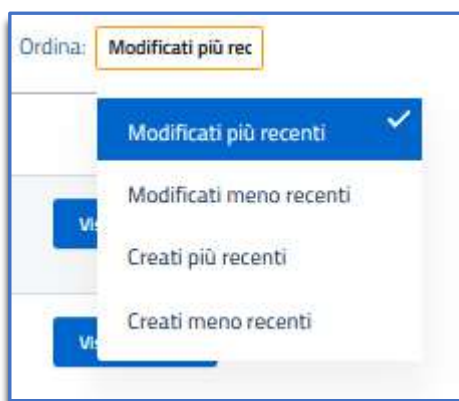 Ordina: Modificati più rec
Modificati più recenti
Modificati meno recenti
Creati più recenti
Creati meno recenti